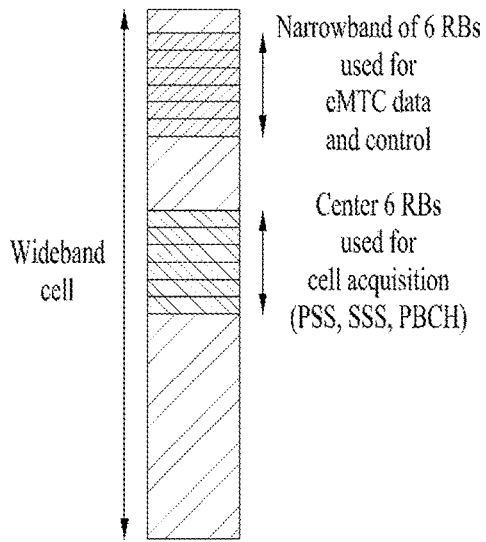 Narrowband of 6 RBs
used for
eMTC data
and control
Wideband
cell
Center 6 RBs
used for
cell acquisition
(PSS, SSS, PBCH)